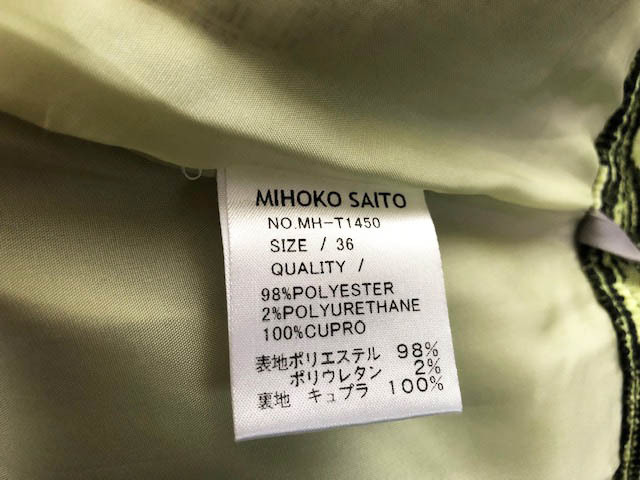 MIHOKO SAITO
NO.MH-T1450
SIZE / 36
QUALITY /
98%POLYESTER
2%POLYURETHANE
100%CUPRO
表地ポリエステル 98%
ポリウレタン 2%
裏地 キュプラ 100%